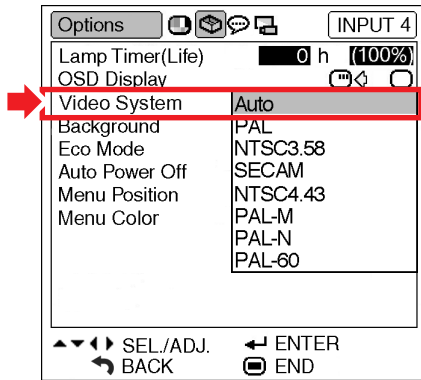 Options INPUT 4
Lamp Timer(Life) 0 h (100%)
OSD Display
Video System Auto
Background PAL
Eco Mode NTSC3.58
Auto Power Off SECAM
Menu Position NTSC4.43
Menu Color PAL-M
PAL-N
PAL-60
SEL./ADJ. ENTER
BACK END